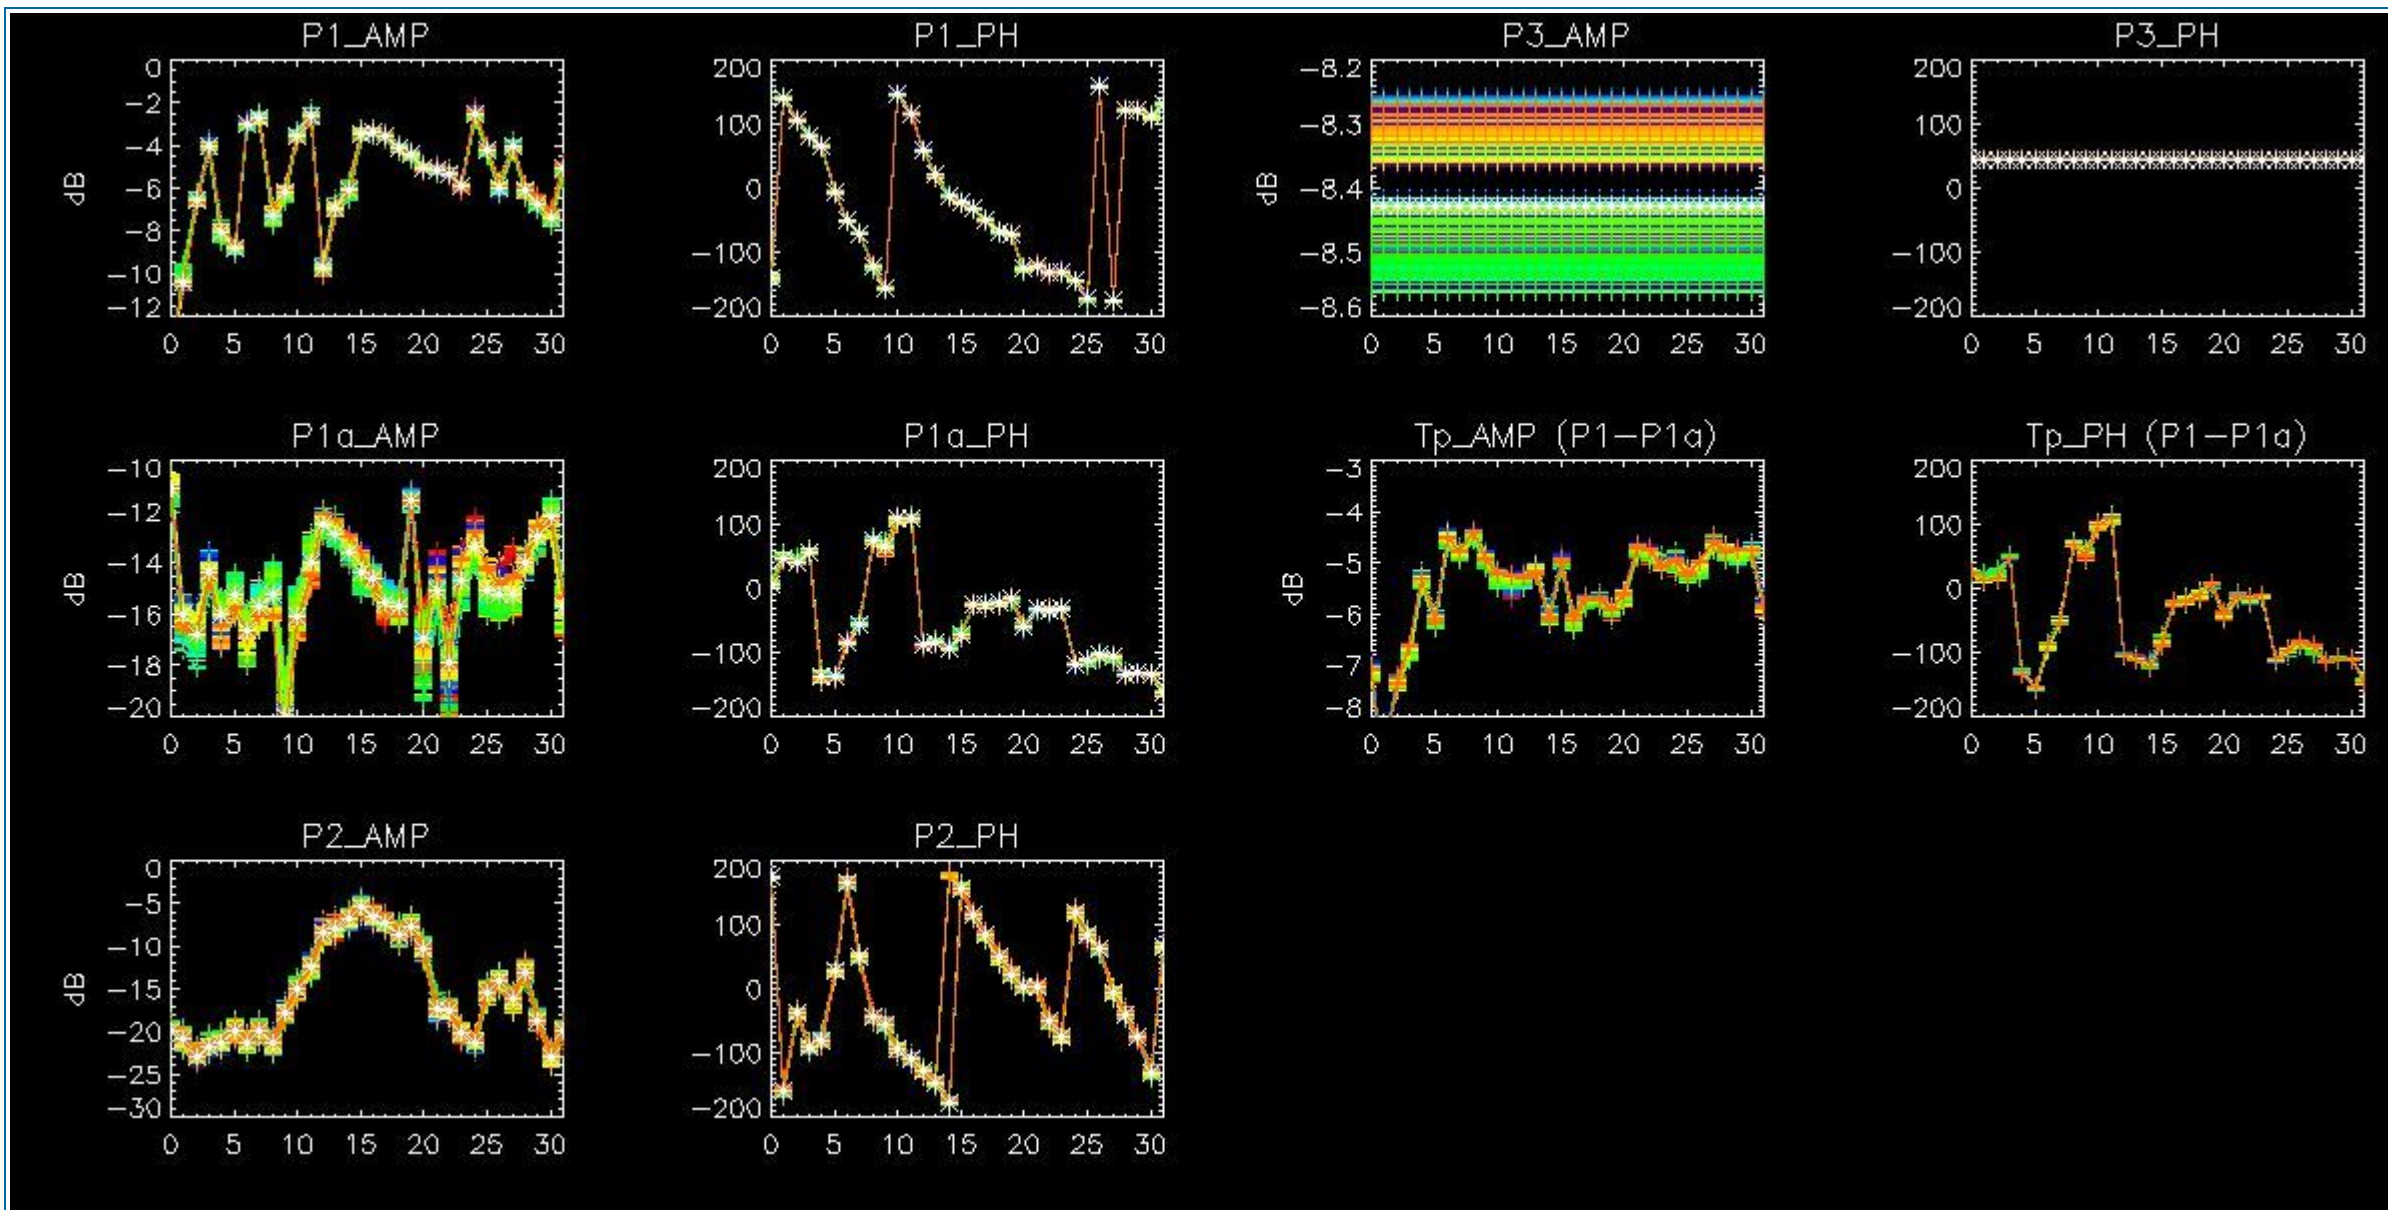 P1_AMP
0
−2
−4
−6
−8
−10
−12
dB
0 5 10 15 20 25 30
P1_PH
200
100
0
−100
−200
0 5 10 15 20 25 30
P3_AMP
−8.2
−8.3
−8.4
−8.5
−8.6
dB
0 5 10 15 20 25 30
P3_PH
200
100
0
−100
−200
0 5 10 15 20 25 30
P1a_AMP
−10
−12
−14
−16
−18
−20
dB
0 5 10 15 20 25 30
P1a_PH
200
100
0
−100
−200
0 5 10 15 20 25 30
Tp_AMP (P1−P1a)
−3
−4
−5
−6
−7
−8
dB
0 5 10 15 20 25 30
Tp_PH (P1−P1a)
200
100
0
−100
−200
0 5 10 15 20 25 30
P2_AMP
0
−5
−10
−15
−20
−25
−30
dB
0 5 10 15 20 25 30
P2_PH
200
100
0
−100
−200
0 5 10 15 20 25 30